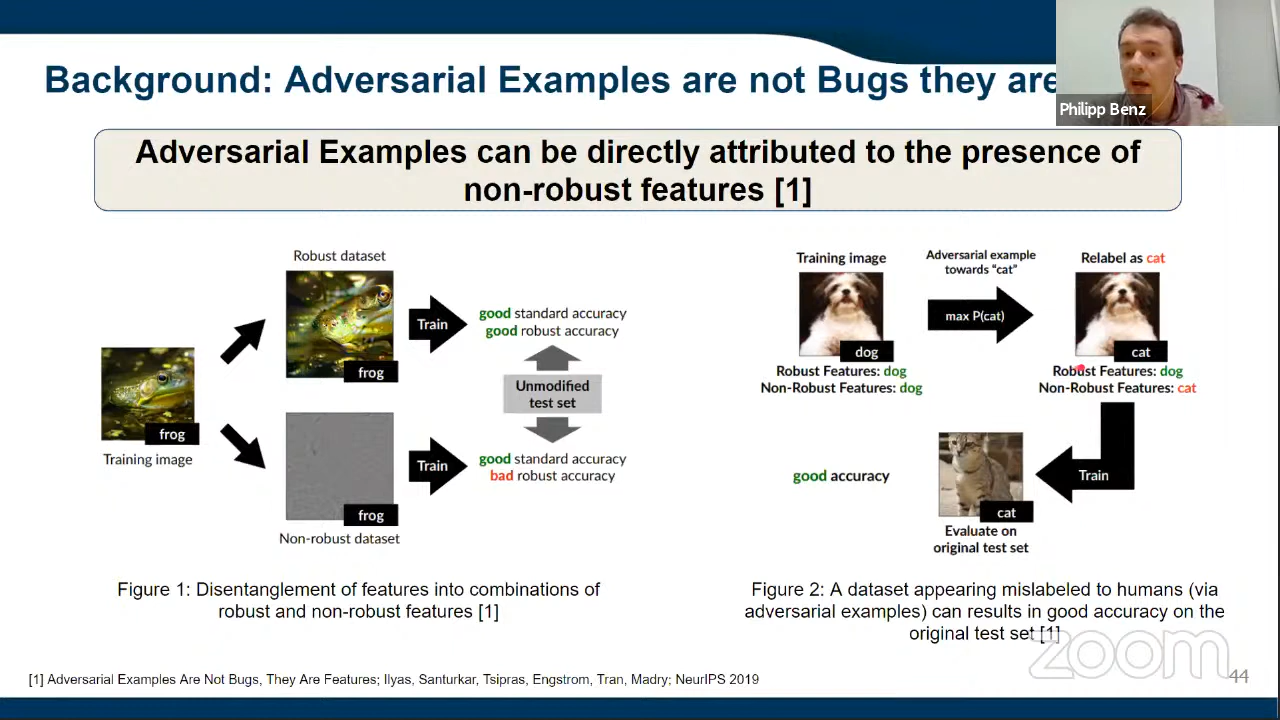 Background: Adversarial Examples are not Bugs they are
Philipp Benz
Adversarial Examples can be directly attributed to the presence of
non-robust features [1]
Robust dataset
frog
Train
good standard accuracy
good robust accuracy
Unmodified
test set
frog
Training image
good standard accuracy
bad robust accuracy
Train
frog
Non-robust dataset
Figure 1: Disentanglement of features into combinations of
robust and non-robust features [1]
Training image
dog
Robust Features: dog
Non-Robust Features: dog
Adversarial example
towards "cat"
max P(cat)
Relabel as cat
cat
Robust Features: dog
Non-Robust Features: cat
Train
good accuracy
cat
Evaluate on
original test set
Figure 2: A dataset appearing mislabeled to humans (via
adversarial examples) can results in good accuracy on the
original test set [1]
zoom
[1] Adversarial Examples Are Not Bugs, They Are Features; Ilyas, Santurkar, Tsipras, Engstrom, Tran, Madry; NeurIPS 2019
44